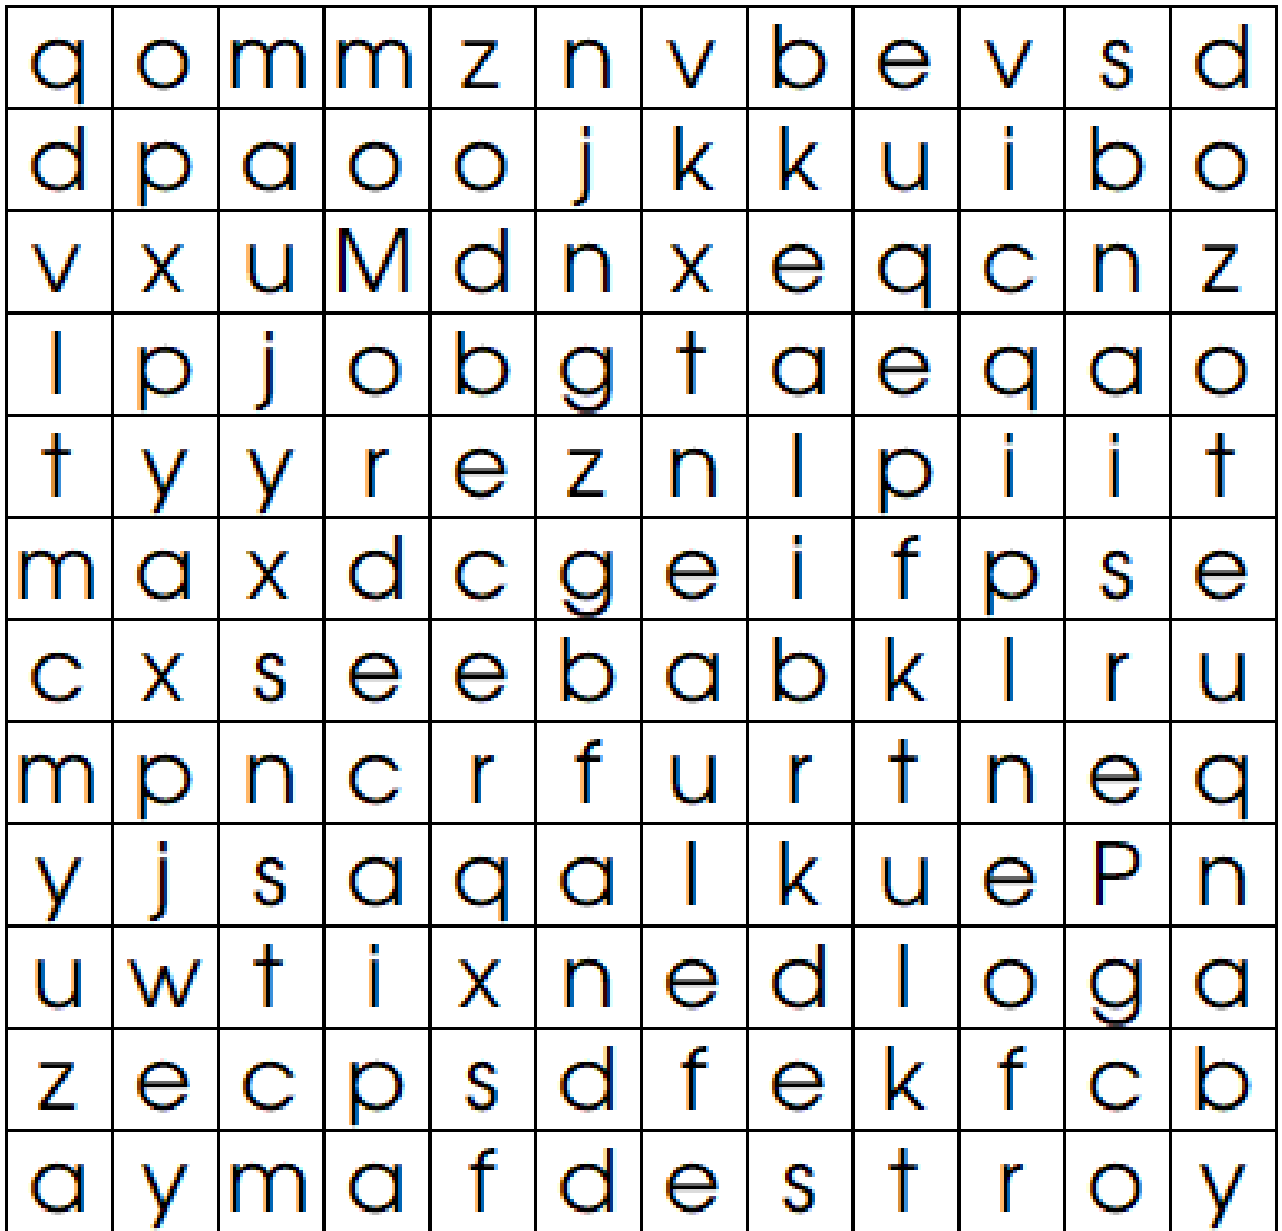 q o m m z n v b e v s d
d p a o o j k k u i b o
v x u M d n x e q c n z
l p j o b g t a e q a o
t y y r e z n l p i i t
m a x d c g e i f p s e
c x s e e b a b k l r u
m p n c r f u r t n e q
y j s a q a l k u e P n
u w t i x n e d l o g a
z e c p s d f e k f c b
a y m a f d e s t r o y